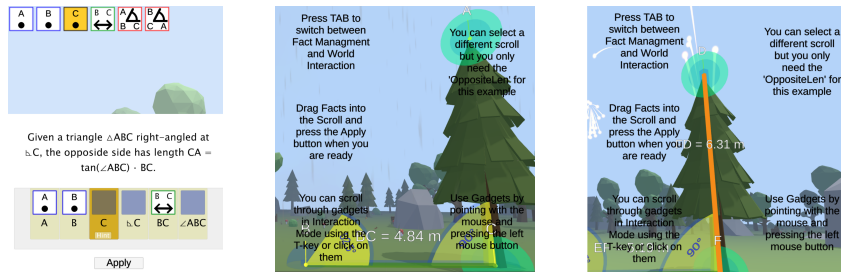 A B C B C A B C B C A
Given a triangle △ABC right-angled at
⊾C, the opposide side has length CA =
tan(∠ABC) · BC.
A B B C
A B C ⊾C BC ∠ABC
Apply
Press TAB to
switch between
Fact Managment
and World
Interaction
You can select a
different scroll
but you only
need the
'OppositeLen' for
this example
Drag Facts into
the Scroll and
press the Apply
button when you
are ready
You can scroll
through gadgets
in Interaction
Mode using the
T-key or click on
them
Use Gadgets by
pointing with the
mouse and
pressing the left
mouse button
C = 4.84 m
Press TAB to
switch between
Fact Managment
and World
Interaction
You can select a
different scroll
but you only
need the
'OppositeLen' for
this example
Drag Facts into
the Scroll and
press the Apply
button when you
are ready
D = 6.31 m
You can scroll
through gadgets
in Interaction
Mode using the
T-key or click on
them
Use Gadgets by
pointing with the
mouse and
pressing the left
mouse button
90°
F